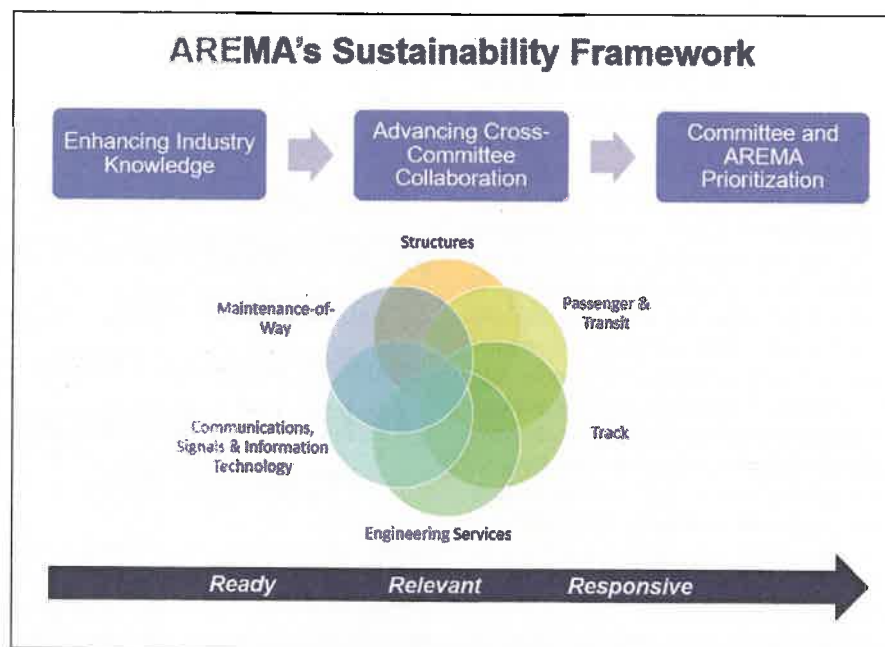 AREMA's Sustainability Framework
Enhancing Industry
Knowledge
Advancing Cross-
Committee
Collaboration
Committee and
AREMA
Prioritization
Structures
Maintenance-of-
Way
Passenger &
Transit
Communications,
Signals & Information
Technology
Track
Engineering Services
Ready Relevant Responsive